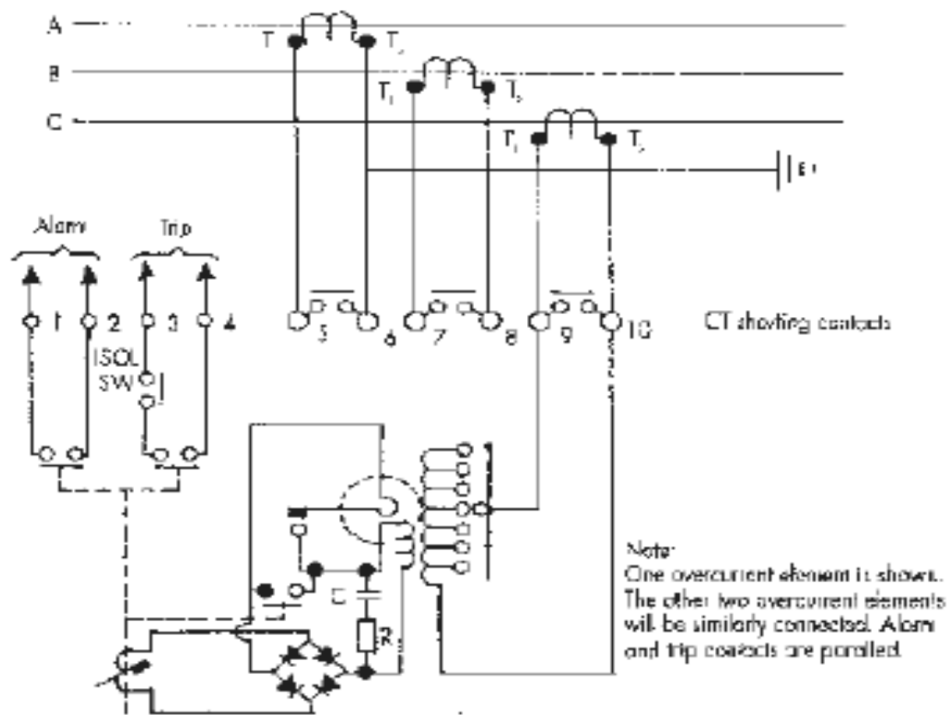 A
T
T₂
B
T₁
T₂
C
T₁
T₂
Alarm
Trip
1
2
3
4
5
6
7
8
9
10
CT shorting contacts
ISOL
SW
C
Note:
One overcurrent element is shown.
The other two overcurrent elements
will be similarly connected. Alarm
and trip contacts are paralled.